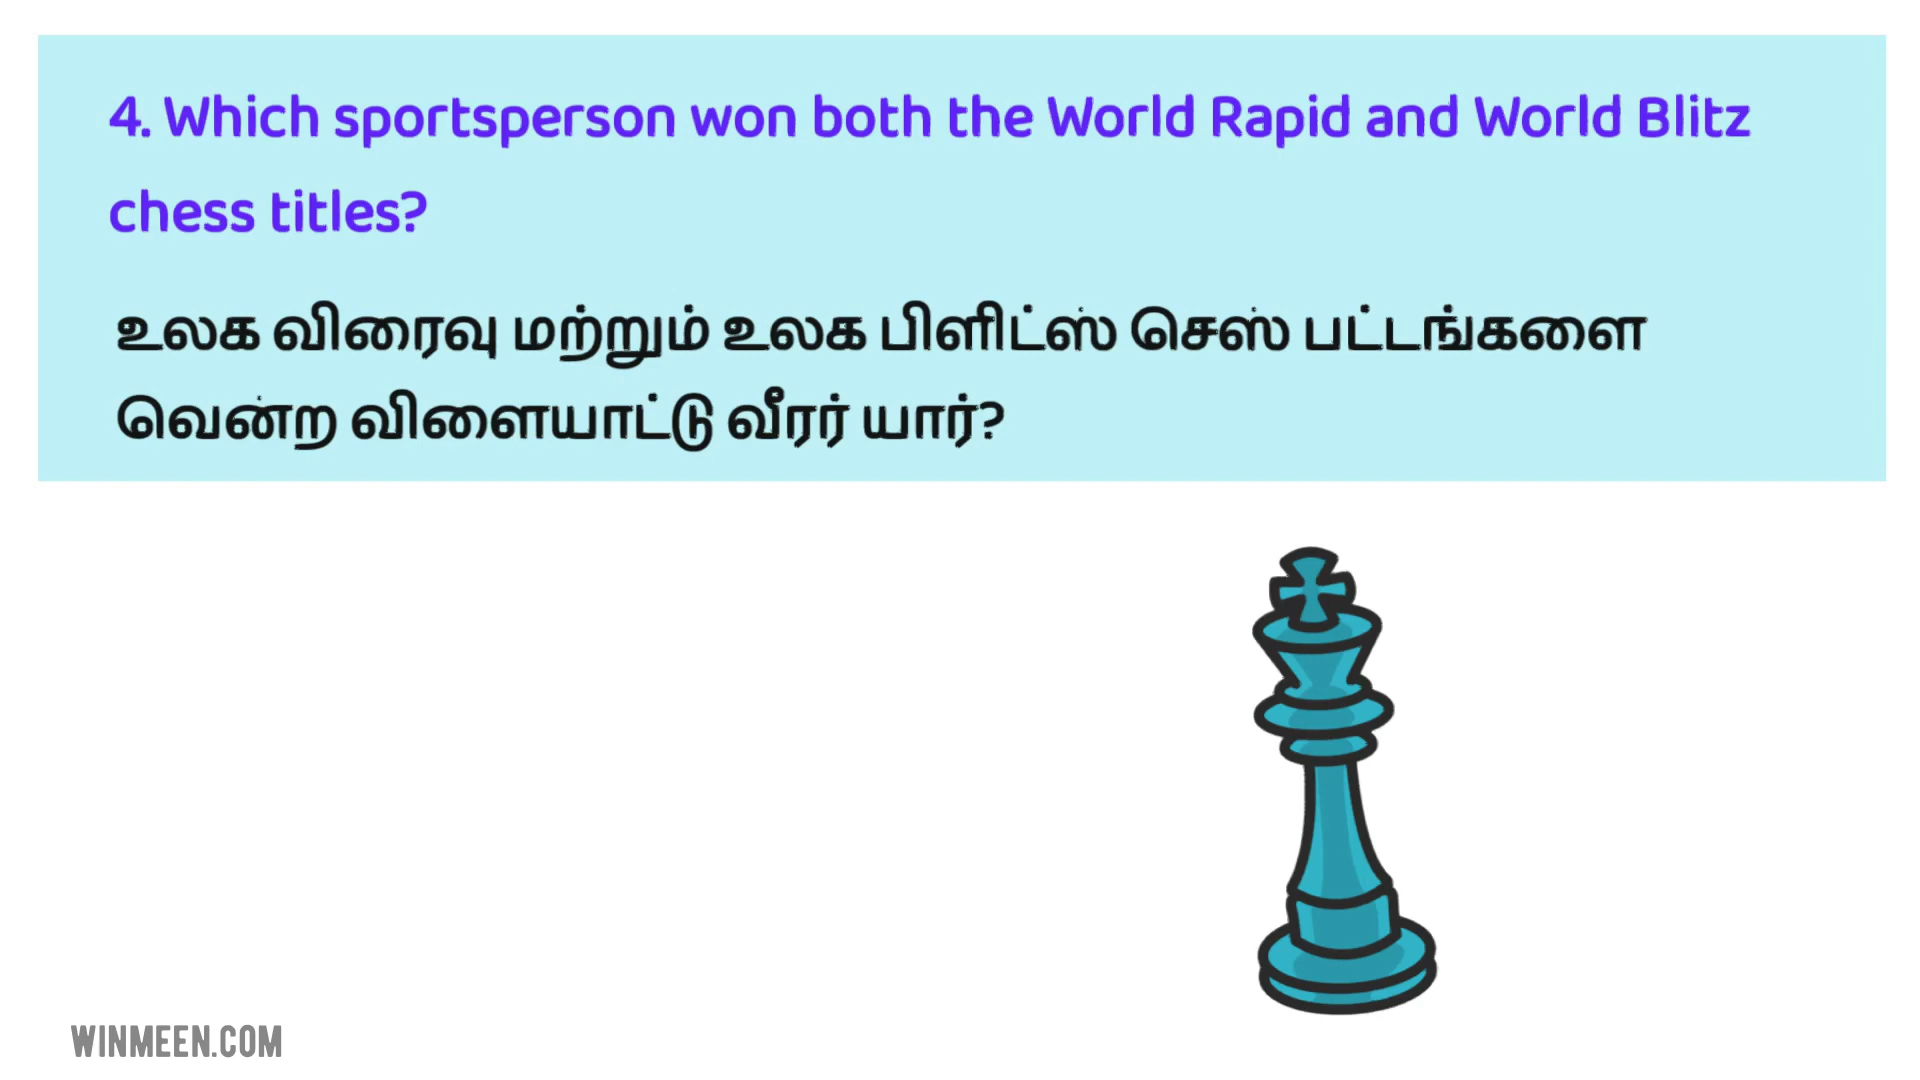 4. Which sportsperson won both the World Rapid and World Blitz
chess titles?
உலக விரைவு மற்றும் உலக பிளிட்ஸ் செஸ் பட்டங்களை
வென்ற விளையாட்டு வீரர் யார்?
WINMEEN.COM